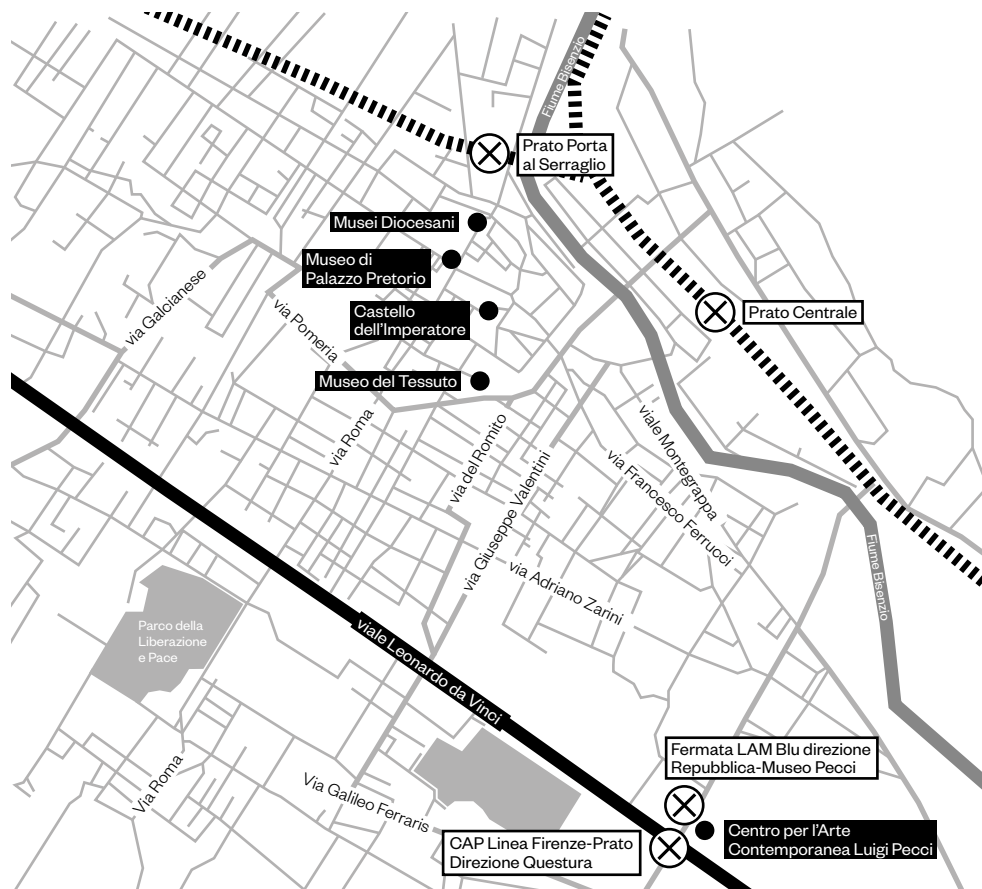 Fiume Bisenzio
Prato Porta
al Serraglio
Musei Diocesani
Museo di
Palazzo Pretorio
via Galcianese
Castello
dell'Imperatore
Prato Centrale
via Pomeria
Museo del Tessuto
via Roma
via del Romito
via Giuseppe Valentini
viale Montegrappa
via Francesco Ferrucci
via Adriano Zarini
Fiume Bisenzio
Parco della
Liberazione
e Pace
viale Leonardo da Vinci
Via Roma
Via Galileo Ferraris
Fermata LAM Blu direzione
Repubblica-Museo Pecci
CAP Linea Firenze-Prato
Direzione Questura
Centro per l'Arte
Contemporanea Luigi Pecci